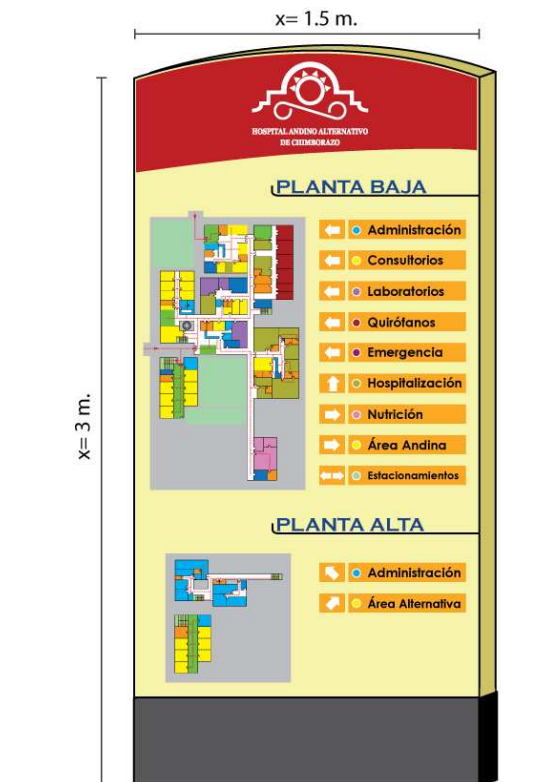 x= 1.5 m.
HOSPITAL ANDINO ALTERNATIVO
DE CHIMBORAZO
PLANTA BAJA
Administración
Consultorios
Laboratorios
Quirófanos
Emergencia
Hospitalización
Nutrición
Área Andina
Estacionamientos
x= 3 m.
PLANTA ALTA
Administración
Área Alternativa